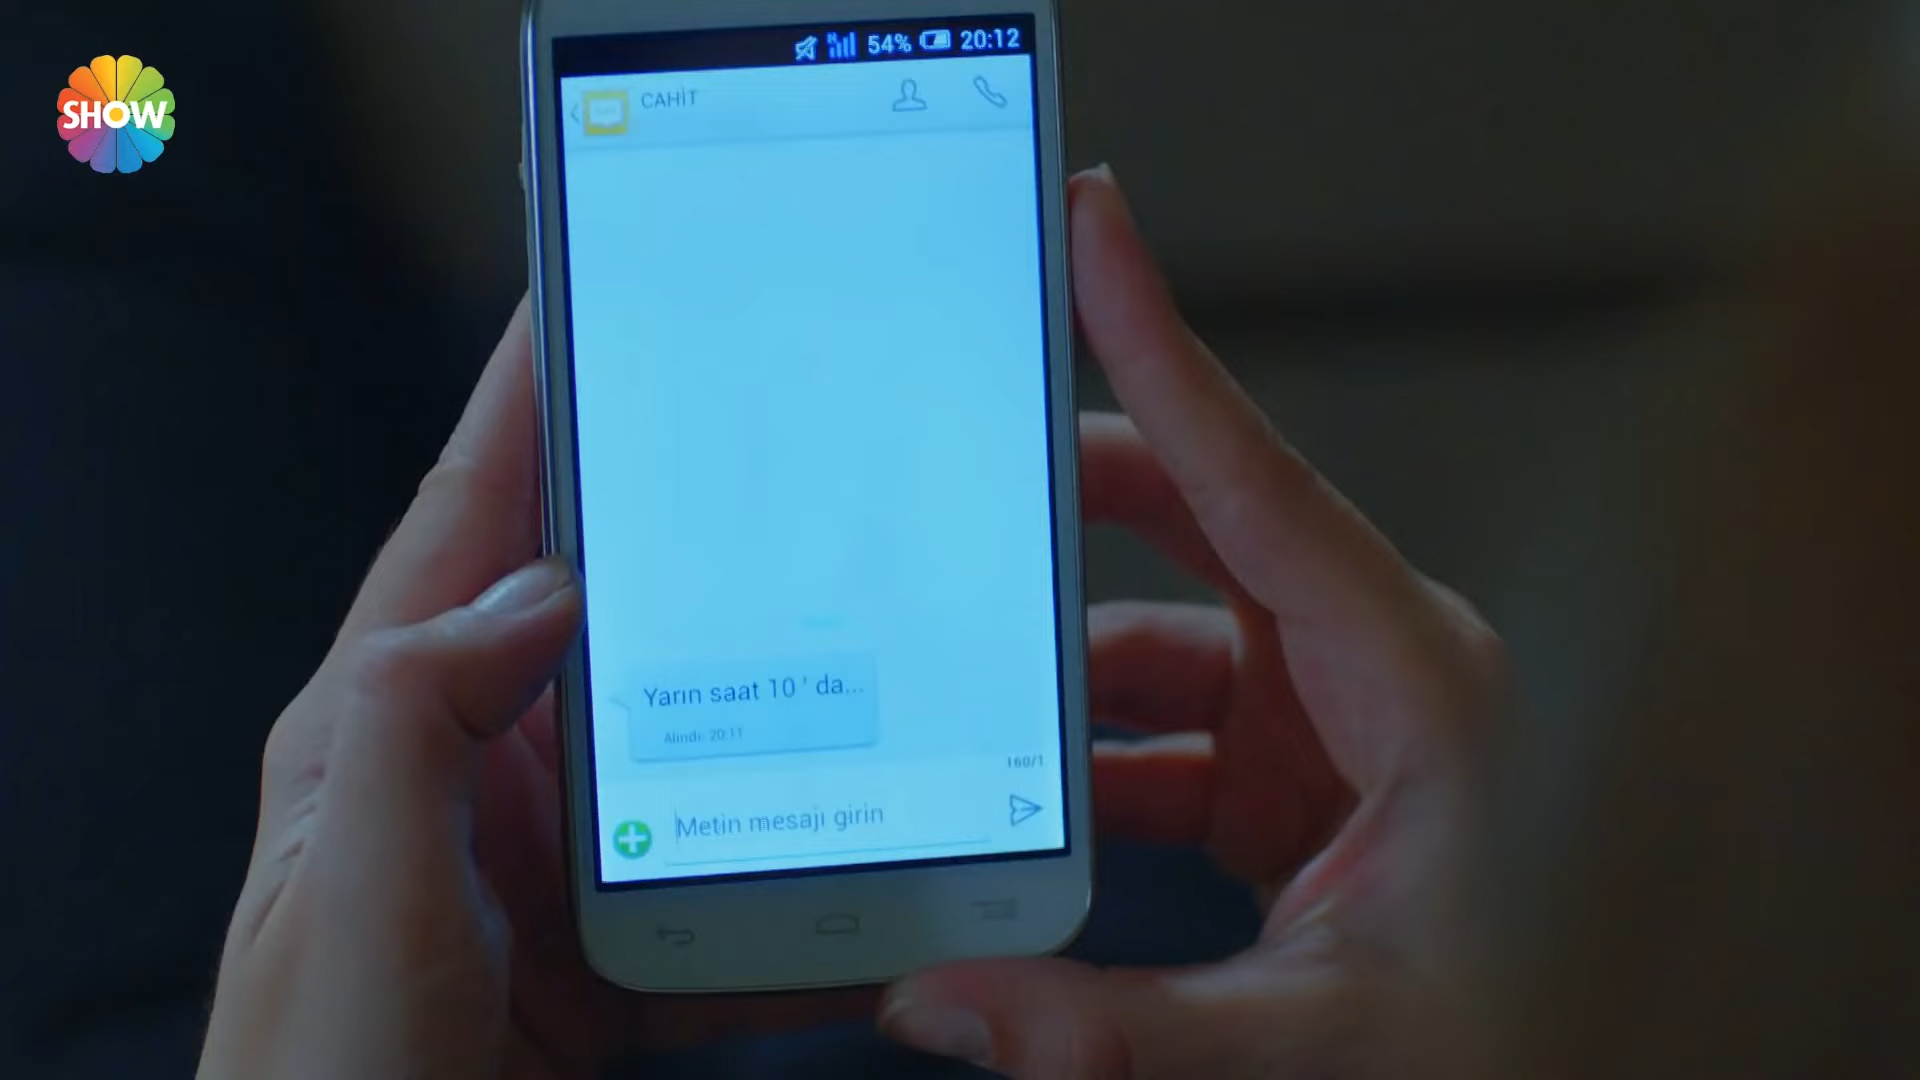 SHOW
54% 20:12
CAHİT
Yarın saat 10 ' da...
Alındı: 20:11
160/1
Metin mesajı girin